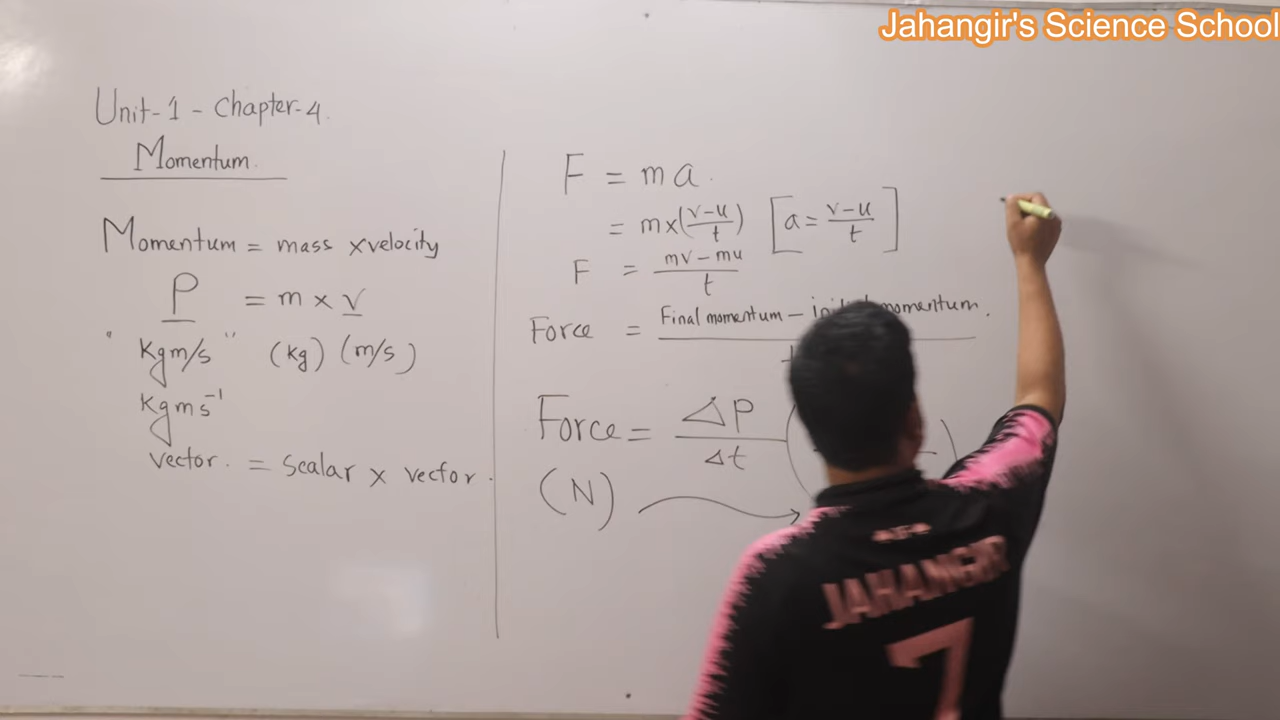 Jahangir's Science School
Unit-1 - Chapter-4.
Momentum.
Momentum = mass x velocity
P = m x v
" kgm/s " (kg) (m/s)
kgms⁻¹
vector. = scalar x vector.
F = ma.
= m x (v-u/t) [a = v-u/t]
F = mv - mu / t
Force = Final momentum - momentum.
Force = ΔP / Δt
(N)
JAHANGIR
7